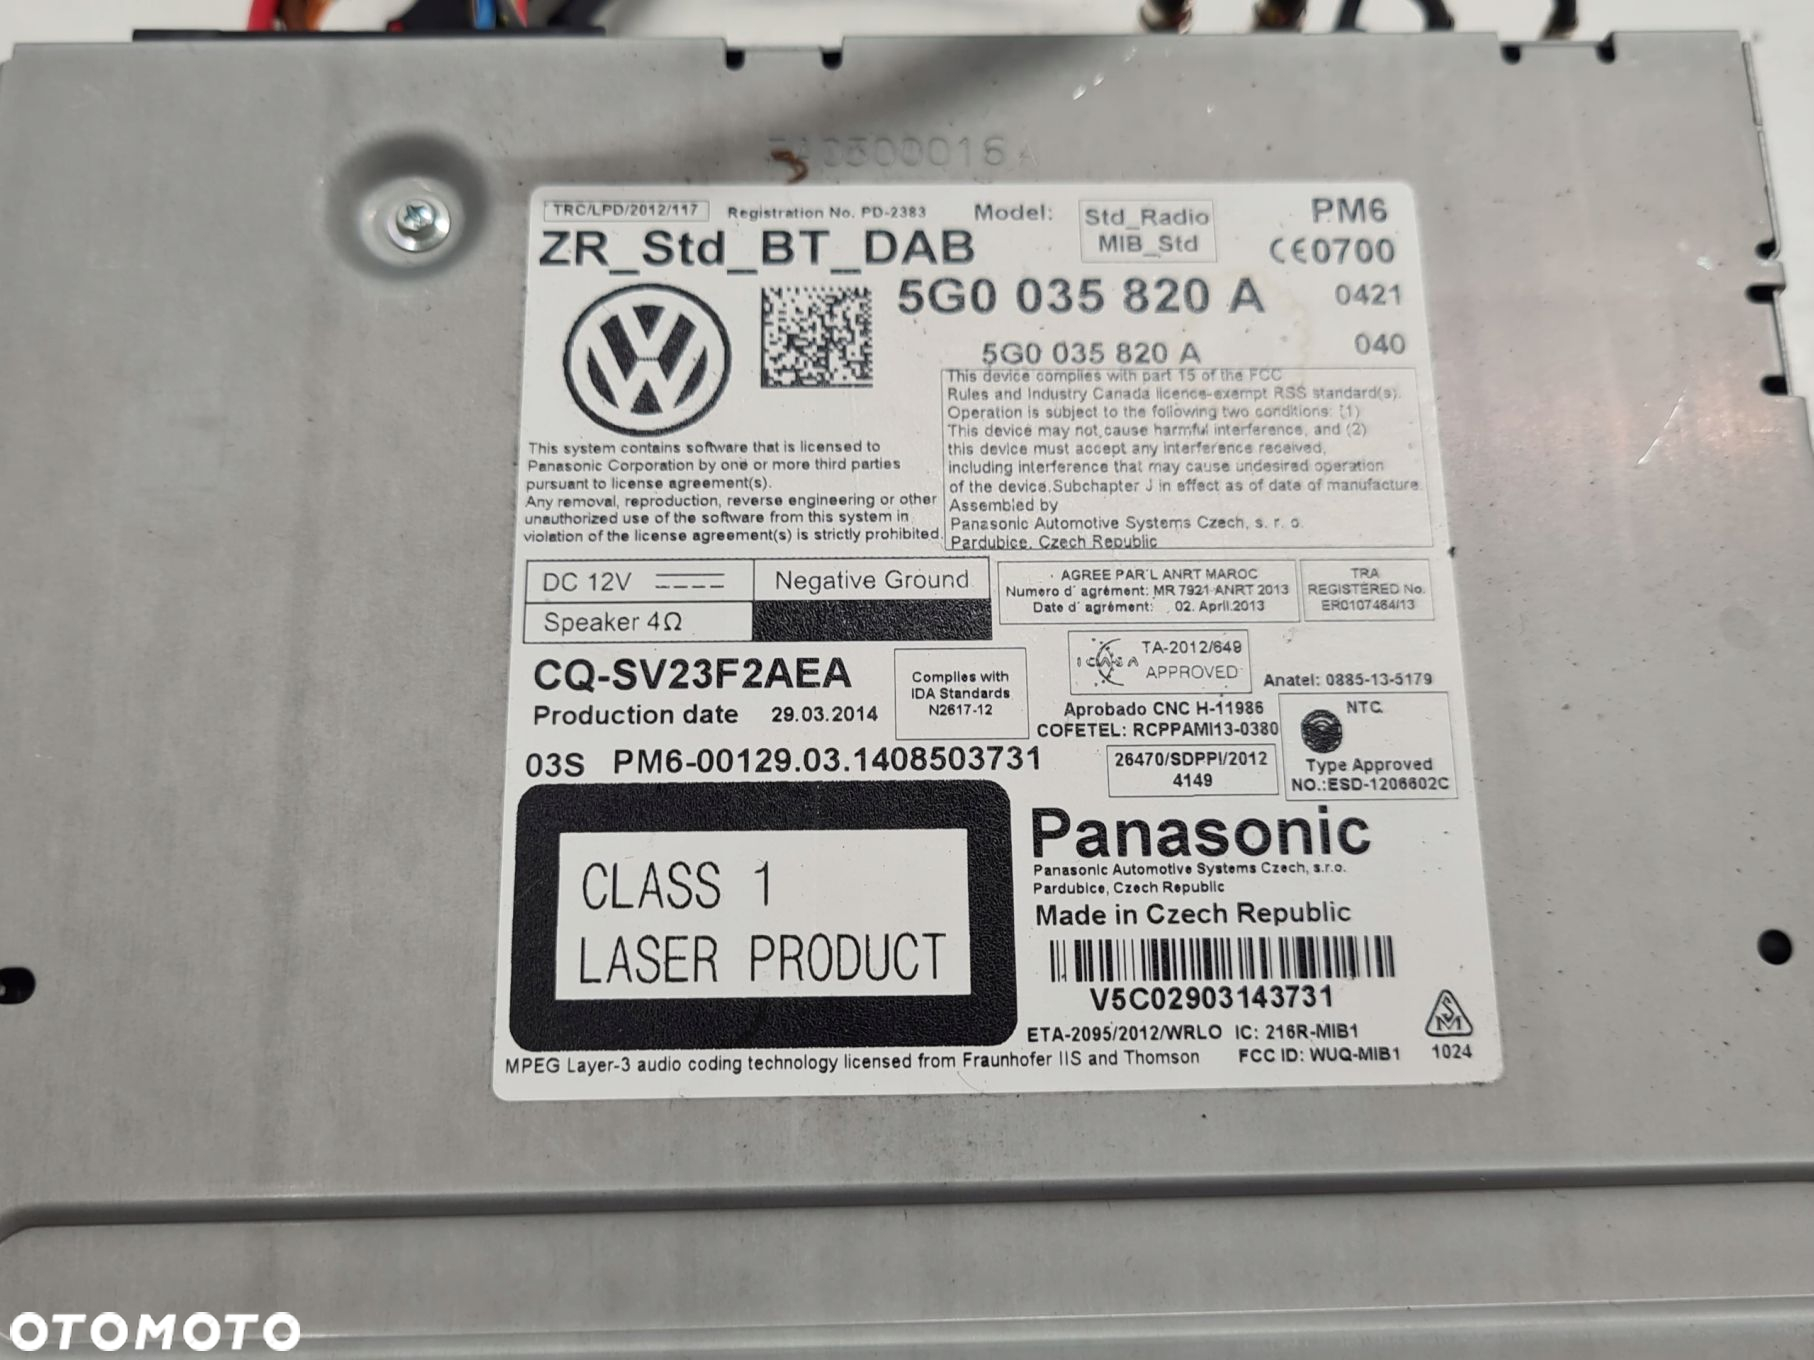 TRC/LPD/2012/117 Registration No. PD-2383 Model: Std_Radio MIB_Std PM6
ZR_Std_BT_DAB
CE0700
5G0 035 820 A 0421
5G0 035 820 A 040
This device complies with part 15 of the FCC
Rules and Industry Canada licence-exempt RSS standard(s).
Operation is subject to the following two conditions: (1)
This device may not cause harmful interference, and (2)
this device must accept any interference received,
including interference that may cause undesired operation
of the device.Subchapter J in effect as of date of manufacture.
Assembled by
Panasonic Automotive Systems Czech, s. r. o.
Pardubice, Czech Republic
This system contains software that is licensed to
Panasonic Corporation by one or more third parties
pursuant to license agreement(s).
Any removal, reproduction, reverse engineering or other
unauthorized use of the software from this system in
violation of the license agreement(s) is strictly prohibited.
DC 12V Negative Ground
Speaker 4Ω
AGREE PAR'L ANRT MAROC
Numero d' agrément: MR 7921 ANRT 2013
Date d' agrément: 02. April.2013
TRA
REGISTERED No.
ER0107464/13
CQ-SV23F2AEA
Production date 29.03.2014
Complies with
IDA Standards
N2617-12
ICASA
TA-2012/649
APPROVED
Anatel: 0885-13-5179
Aprobado CNC H-11986
COFETEL: RCPPAMI13-0380
NTC
Type Approved
NO.:ESD-1206602C
03S PM6-00129.03.1408503731
26470/SDPPI/2012
4149
CLASS 1
LASER PRODUCT
Panasonic
Panasonic Automotive Systems Czech, s.r.o.
Pardubice, Czech Republic
Made in Czech Republic
V5C02903143731
ETA-2095/2012/WRLO IC: 216R-MIB1
MPEG Layer-3 audio coding technology licensed from Fraunhofer IIS and Thomson FCC ID: WUQ-MIB1
1024
OTOMOTO